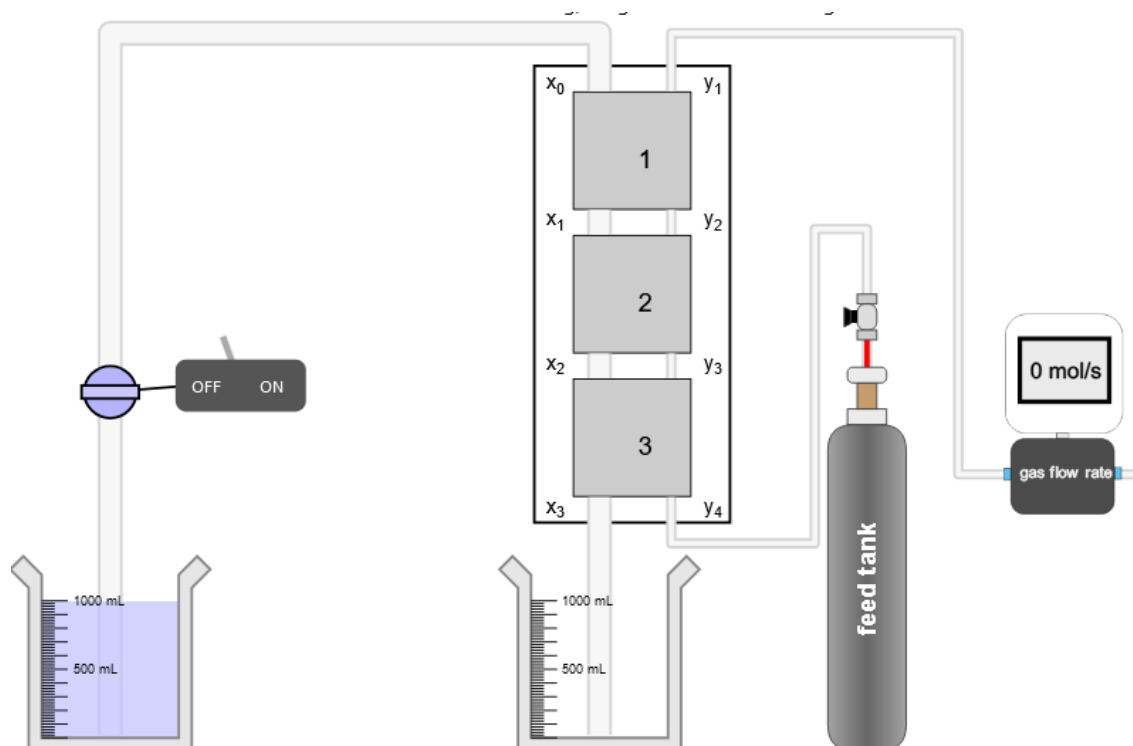 x0
y1
1
x1
y2
2
x2
y3
OFF ON
0 mol/s
3
gas flow rate
x3
y4
feed tank
1000 mL
500 mL
1000 mL
500 mL